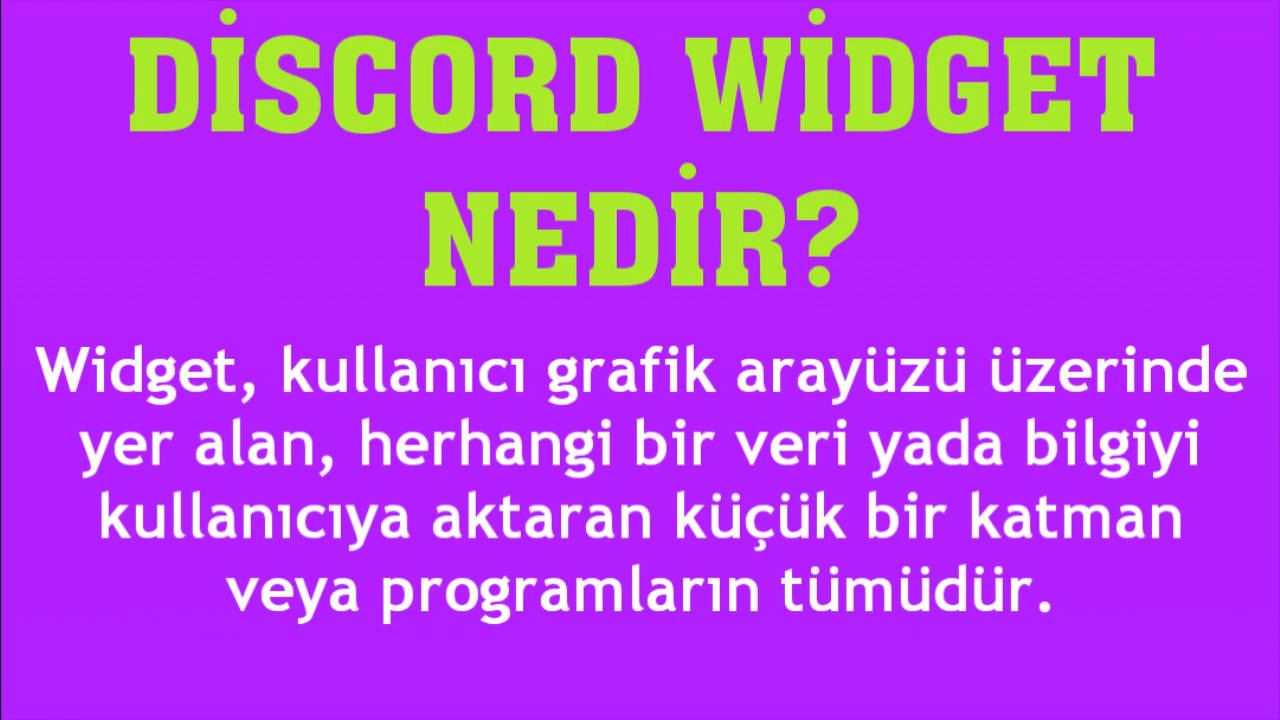 DİSCORD WİDGET
NEDİR?
Widget, kullanıcı grafik arayüzü üzerinde
yer alan, herhangi bir veri yada bilgiyi
kullanıcıya aktaran küçük bir katman
veya programların tümüdür.